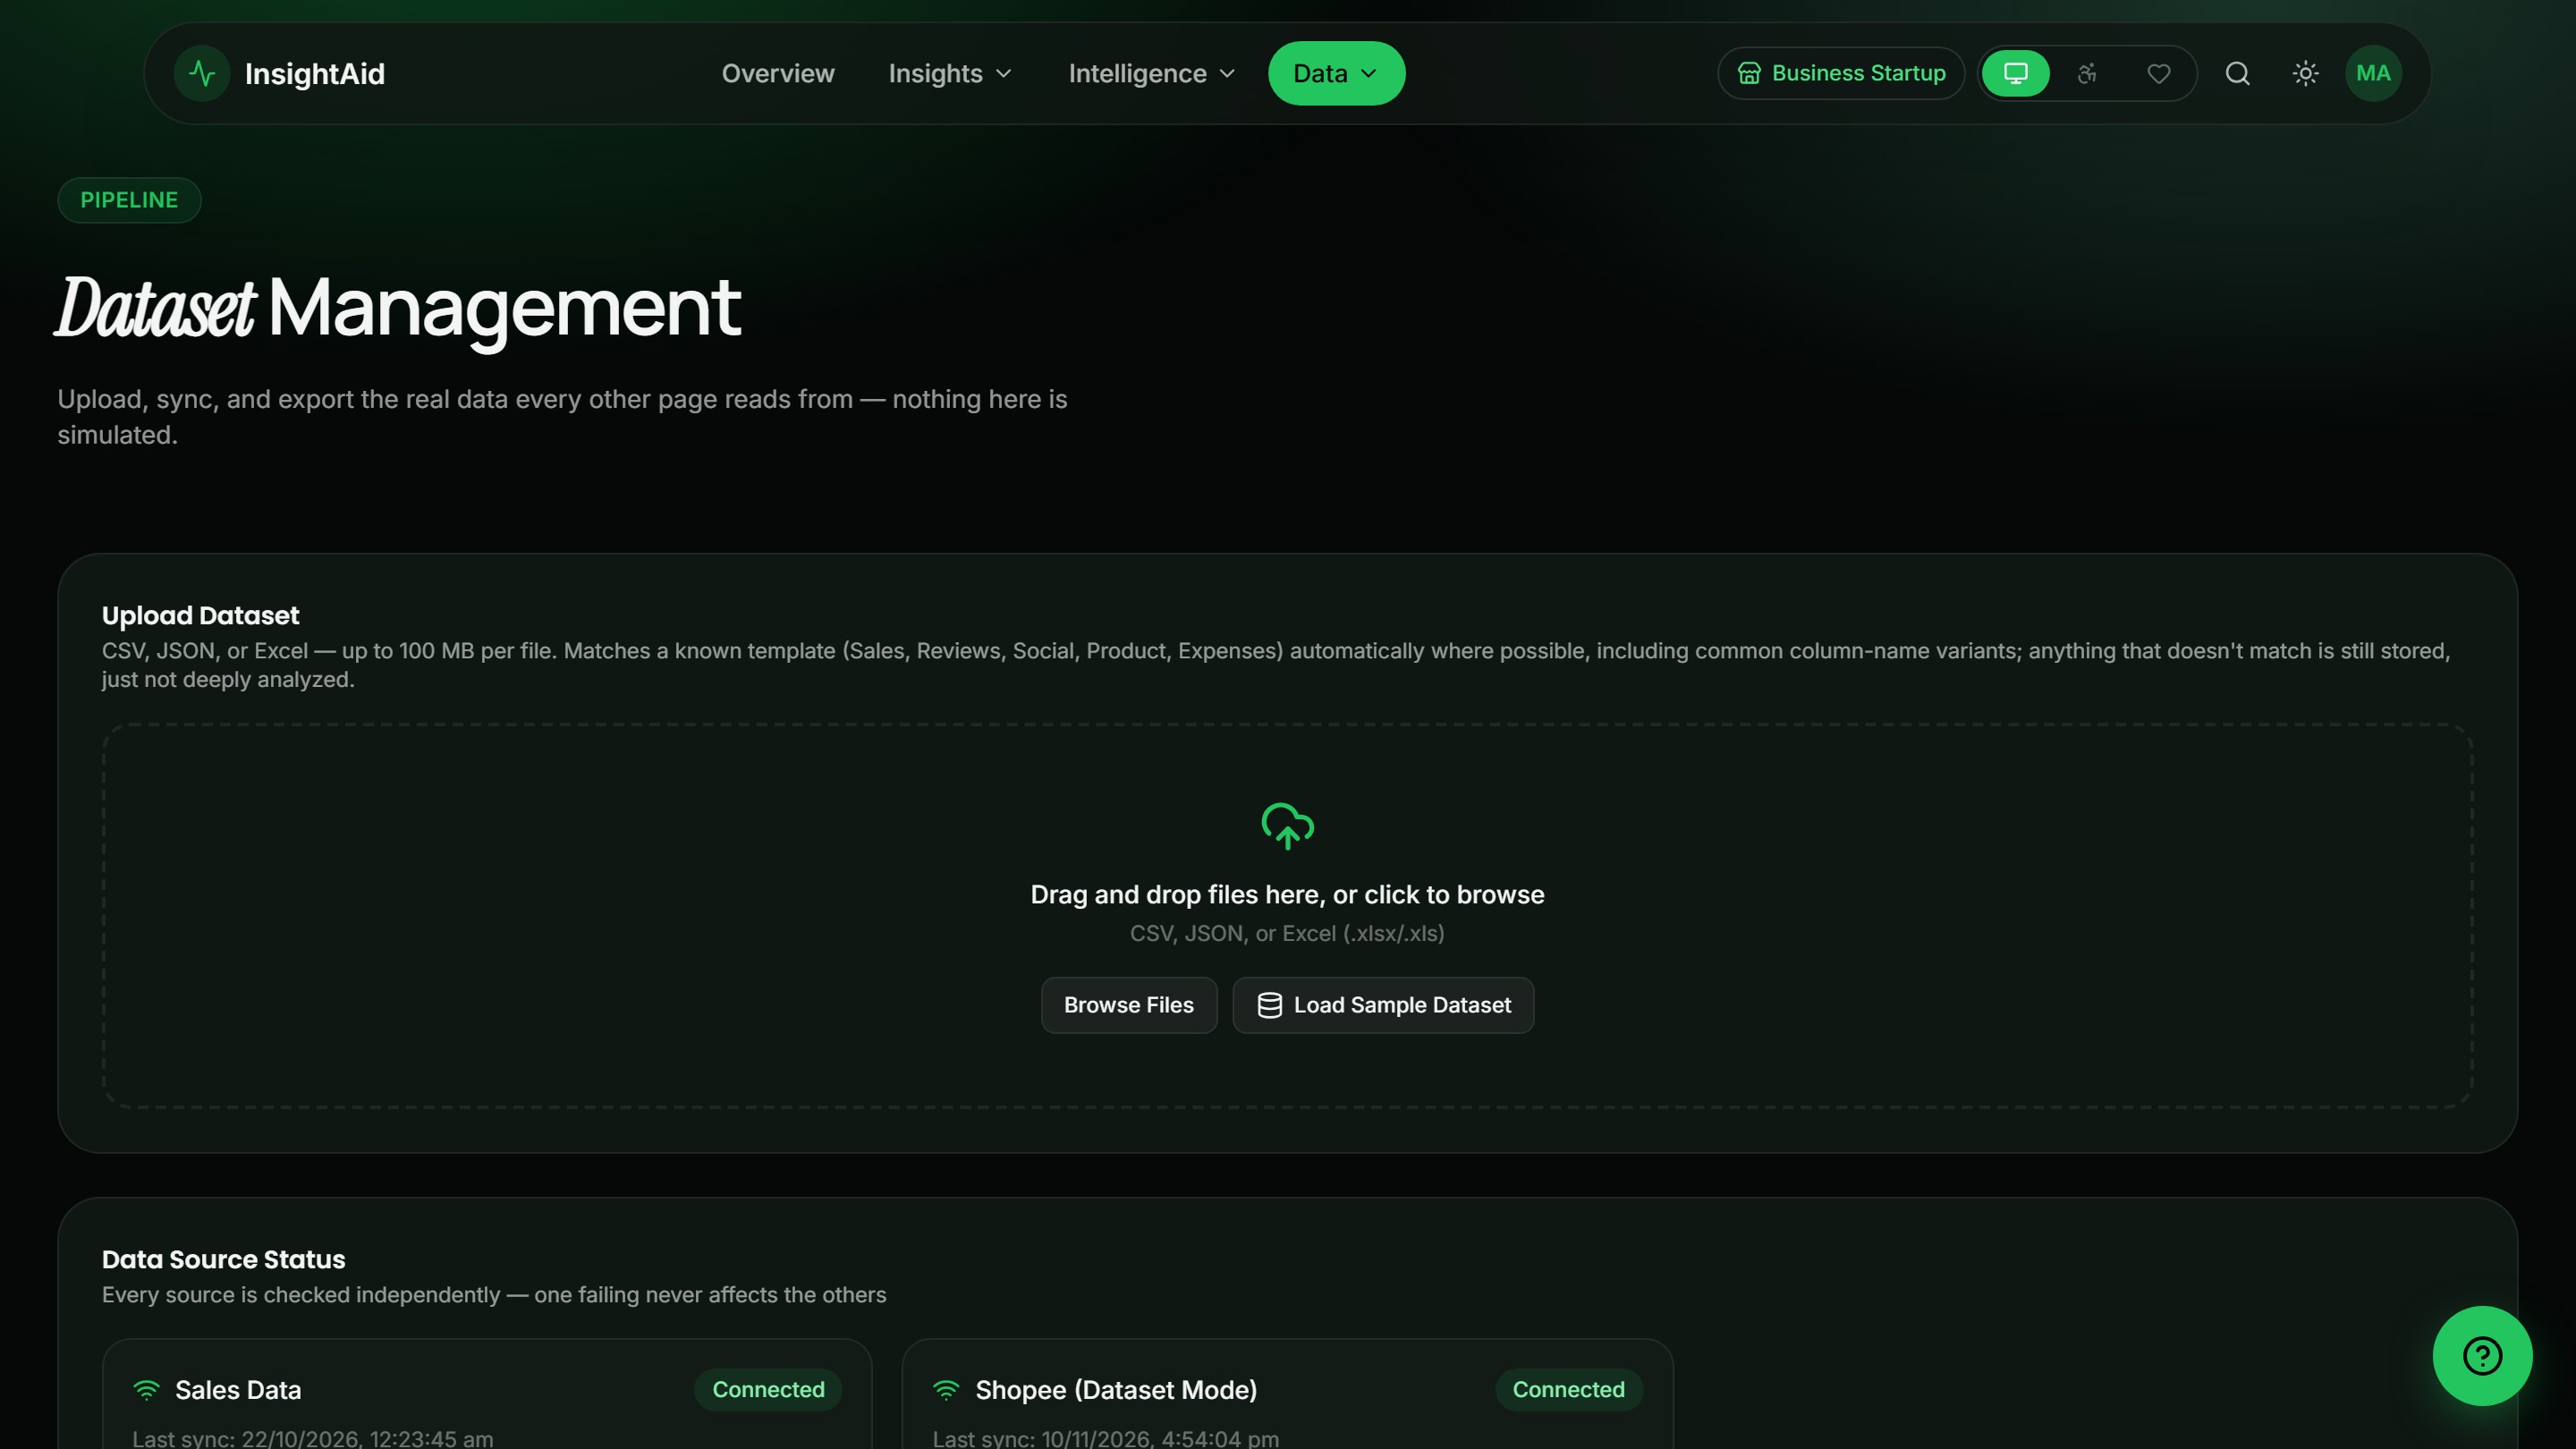 InsightAid
Overview
Insights
Intelligence
Data
Business Startup
MA
PIPELINE
Dataset Management
Upload, sync, and export the real data every other page reads from — nothing here is
simulated.
Upload Dataset
CSV, JSON, or Excel — up to 100 MB per file. Matches a known template (Sales, Reviews, Social, Product, Expenses) automatically where possible, including common column-name variants; anything that doesn't match is still stored,
just not deeply analyzed.
Drag and drop files here, or click to browse
CSV, JSON, or Excel (.xlsx/.xls)
Browse Files
Load Sample Dataset
Data Source Status
Every source is checked independently — one failing never affects the others
Sales Data
Connected
Last sync: 22/10/2026, 12:23:45 am
Shopee (Dataset Mode)
Connected
Last sync: 10/11/2026, 4:54:04 pm